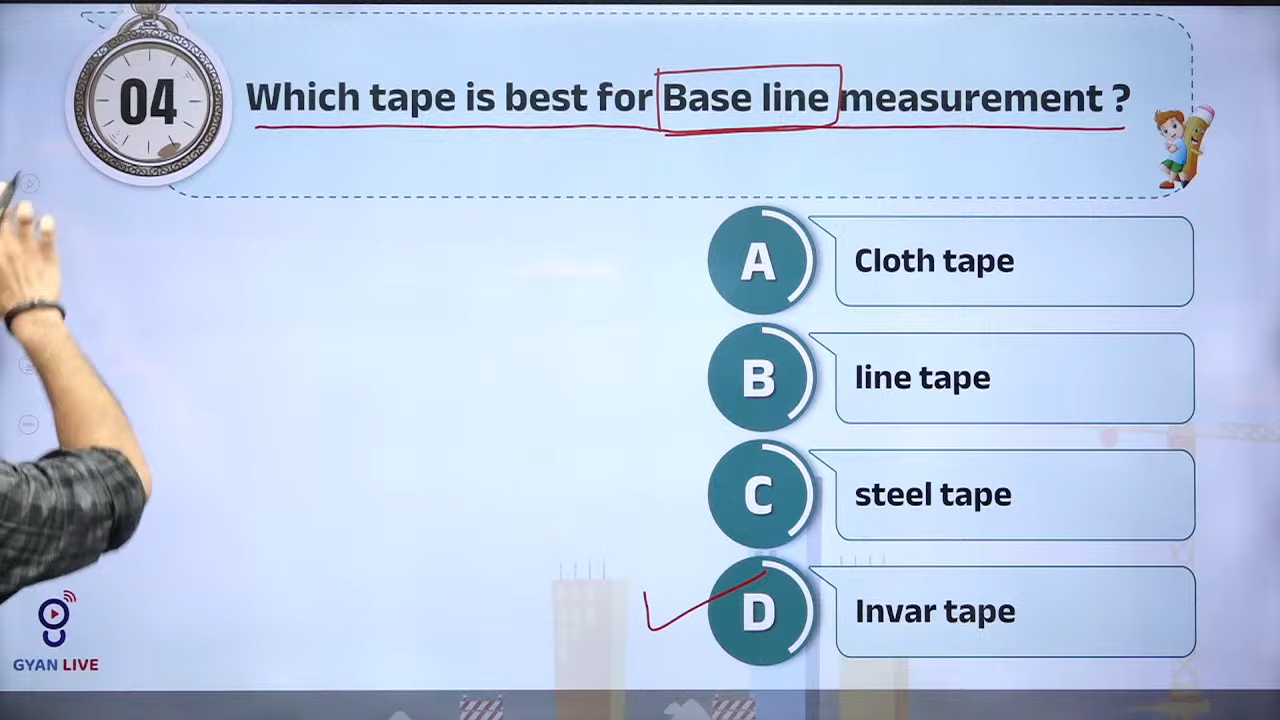 04
Which tape is best for Base line measurement ?
A
Cloth tape
B
line tape
C
steel tape
D
Invar tape
GYAN LIVE